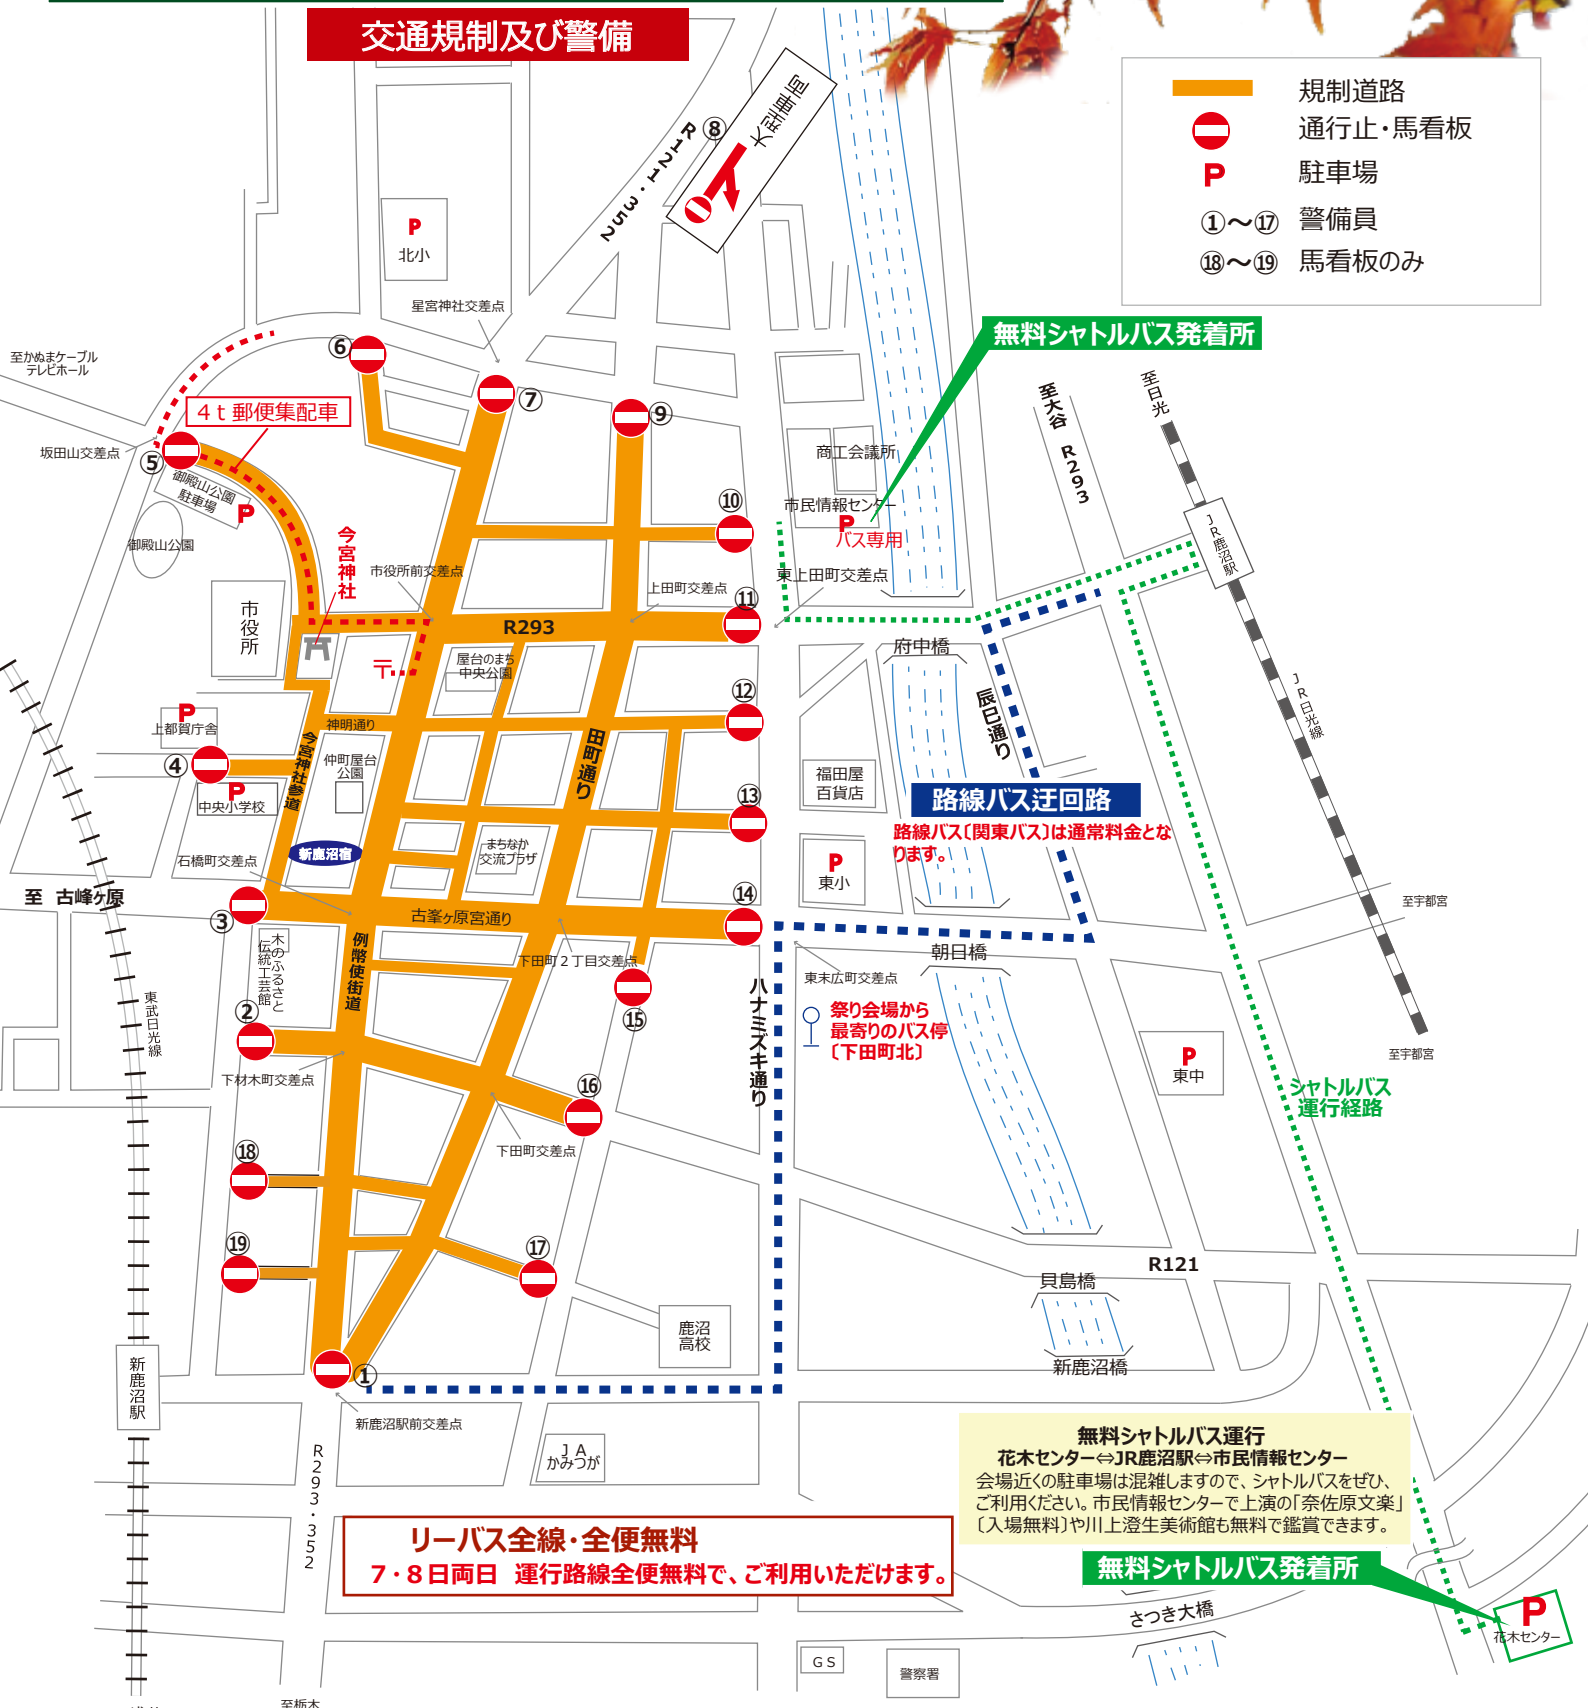 交通規制及び警備
規制道路
通行止・馬看板
P 駐車場
①～⑰ 警備員
⑱～⑲ 馬看板のみ
大型車両
⑧
R121・352
P
北小
星宮神社交差点
無料シャトルバス発着所
至かぬまケーブル
テレビホール
⑥
⑦
⑨
4ｔ郵便集配車
坂田山交差点
⑤
御殿山公園
駐車場
P
御殿山公園
今宮神社
市役所前交差点
上田町交差点
⑩
⑪
商工会議所
市民情報センター
P
バス専用
東上田町交差点
至大谷 R293
至日光
JR鹿沼駅
JR日光線
市役所
R293
〒
屋台のまち
中央公園
府中橋
辰巳通り
P
上都賀庁舎
④
P
中央小学校
神明通り
今宮神社参道
仲町屋台
公園
田町通り
⑫
⑬
福田屋
百貨店
路線バス迂回路
路線バス〔関東バス〕は通常料金とな
ります。
石橋町交差点
新鹿沼宿
まちなか
交流プラザ
P
東小
⑭
至 古峰ヶ原
③
古峯ヶ原宮通り
至宇都宮
木のふるさと
伝統工芸館
例幣使街道
下田町２丁目交差点
朝日橋
東末広町交差点
東武日光線
②
⑮
ハナミズキ通り
祭り会場から
最寄りのバス停
〔下田町北〕
至宇都宮
下材木町交差点
⑯
P
東中
シャトルバス
運行経路
下田町交差点
⑱
⑲
⑰
R121
貝島橋
新鹿沼橋
鹿沼
高校
新鹿沼駅
①
新鹿沼駅前交差点
ＪＡ
かみつが
R293・352
無料シャトルバス運行
花木センター⇔JR鹿沼駅⇔市民情報センター
会場近くの駐車場は混雑しますので、シャトルバスをぜひ、
ご利用ください。市民情報センターで上演の「奈佐原文楽」
〔入場無料〕や川上澄生美術館も無料で鑑賞できます。
リーバス全線・全便無料
7・8日両日 運行路線全便無料で、ご利用いただけます。
無料シャトルバス発着所
さつき大橋
P
花木センター
ＧＳ
警察署
至栃木